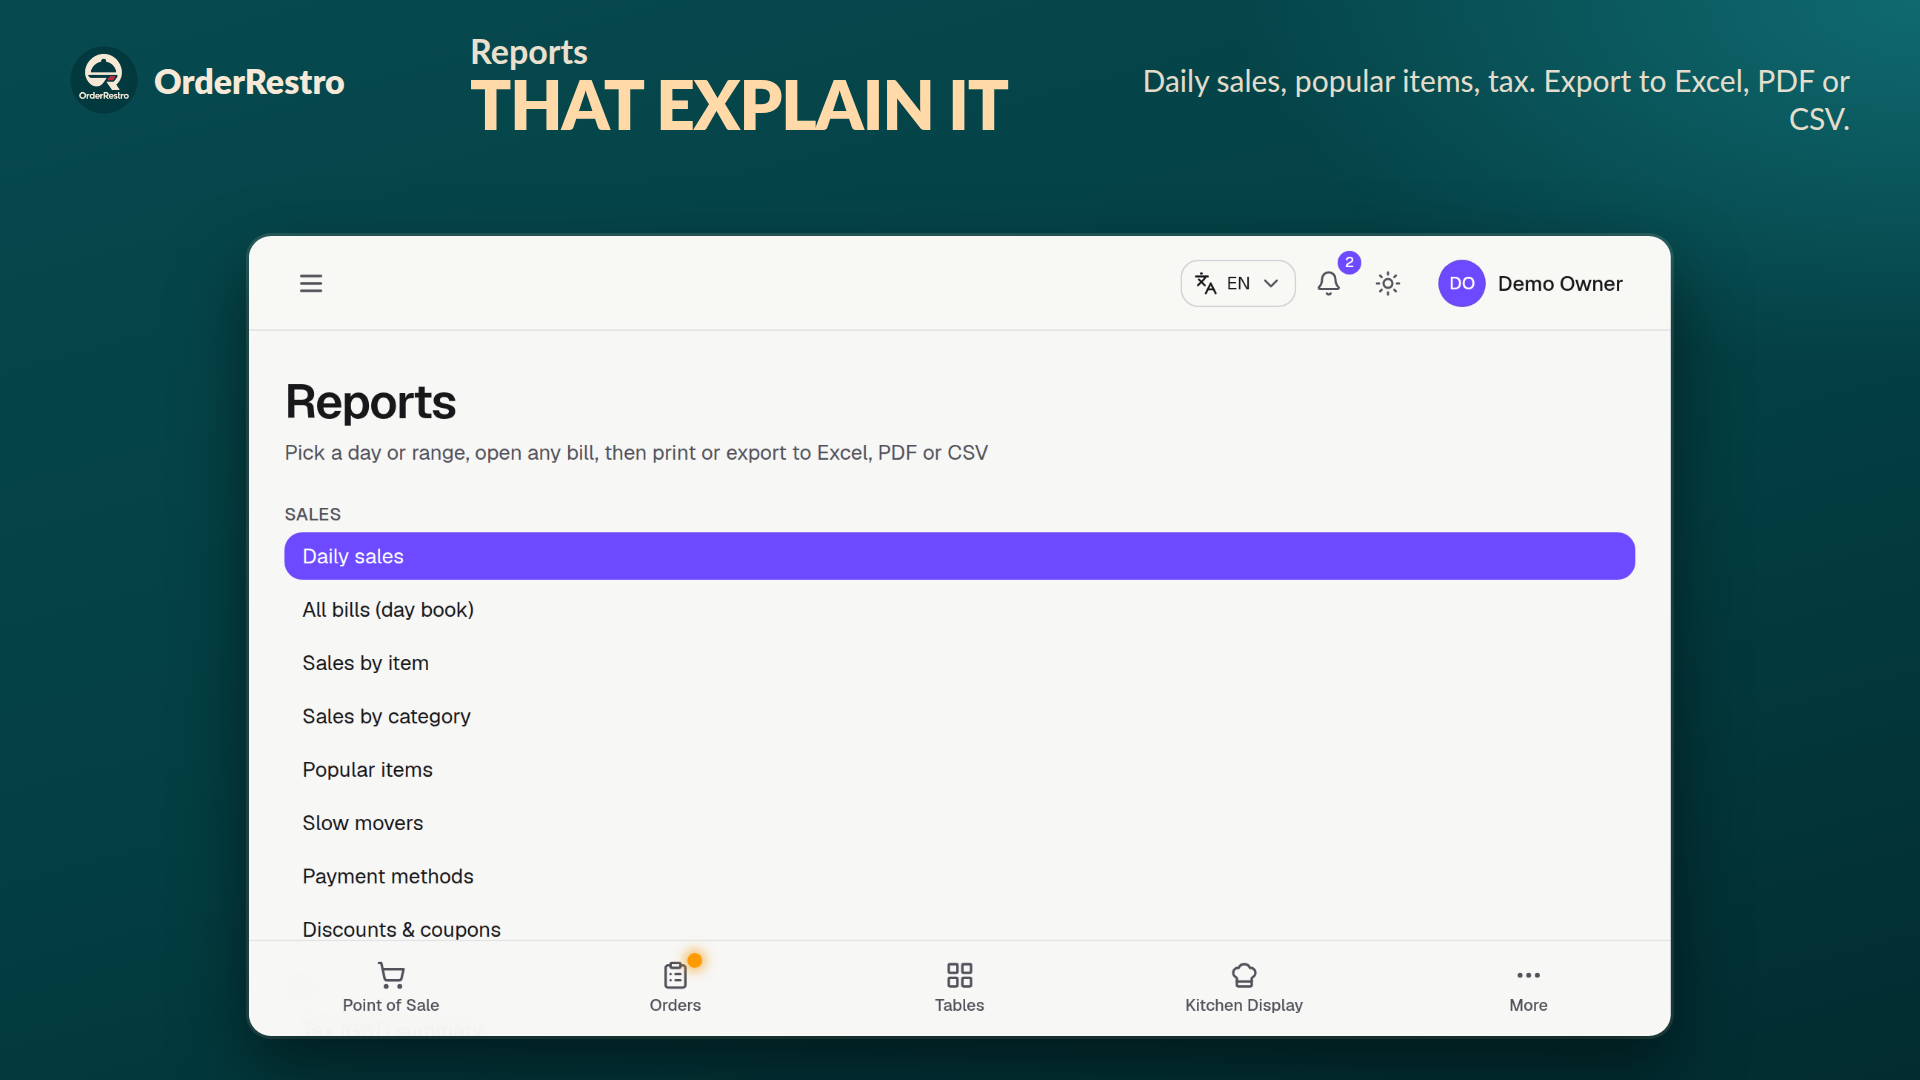 OrderRestro
OrderRestro
Reports
THAT EXPLAIN IT
Daily sales, popular items, tax. Export to Excel, PDF or
CSV.
EN
2
DO
Demo Owner
Reports
Pick a day or range, open any bill, then print or export to Excel, PDF or CSV
SALES
Daily sales
All bills (day book)
Sales by item
Sales by category
Popular items
Slow movers
Payment methods
Discounts & coupons
Point of Sale
Orders
Tables
Kitchen Display
More